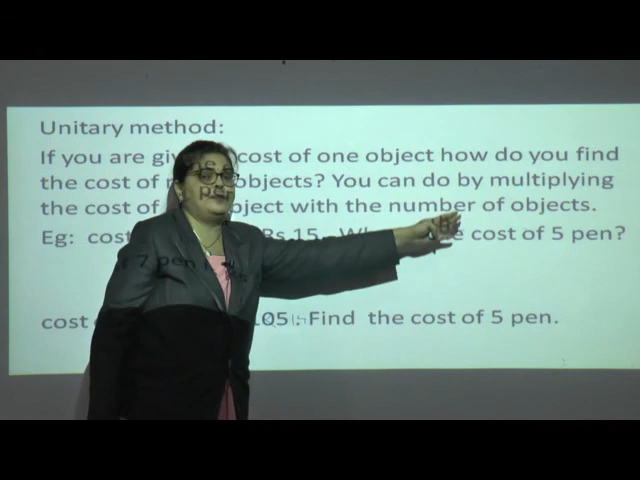 Unitary method:
If you are cost of one object how do you find
the cost of objects? You can do by multiplying
the cost of object with the number of objects.
Eg: cost Rs 15. cost of 5 pen?
7 pen
cost 105. Find the cost of 5 pen.